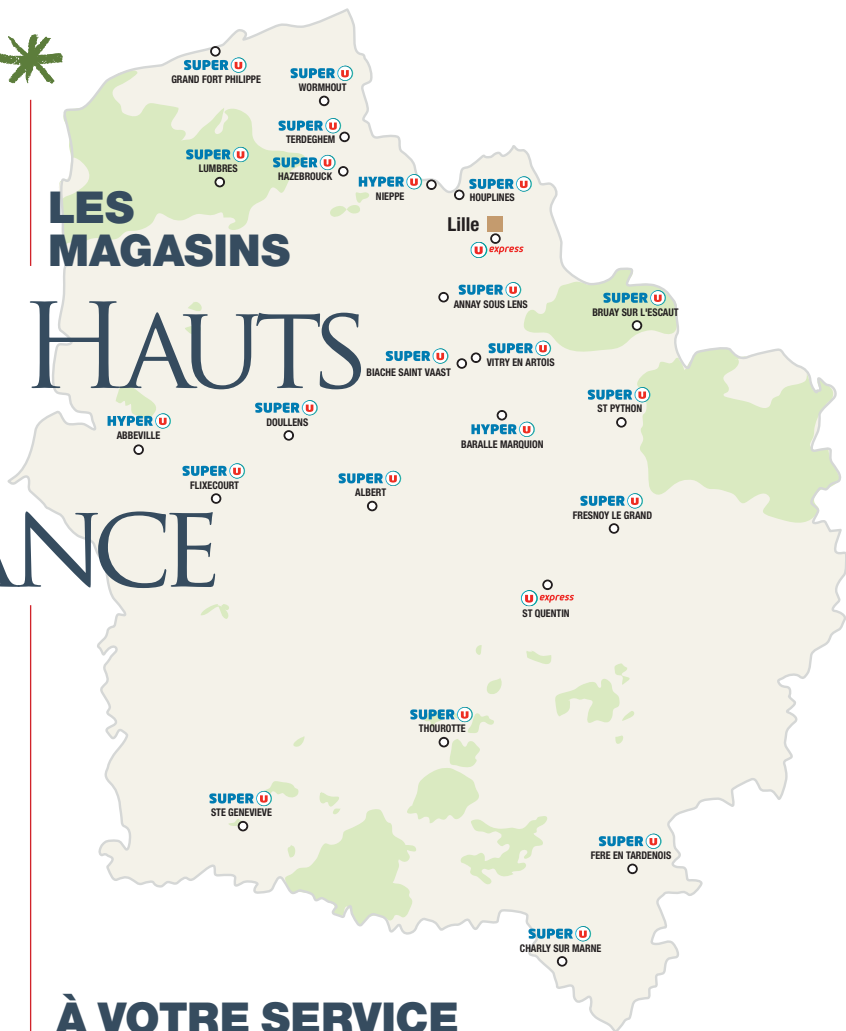 SUPER U
GRAND FORT PHILIPPE
SUPER U
WORMHOUT
SUPER U
TERDEGHEM
SUPER U
LUMBRES
SUPER U
HAZEBROUCK
HYPER U
NIEPPE
SUPER U
HOUPLINES
LES
MAGASINS
Lille
U express
SUPER U
ANNAY SOUS LENS
SUPER U
BRUAY SUR L'ESCAUT
HAUTS
SUPER U
BIACHE SAINT VAAST
SUPER U
VITRY EN ARTOIS
SUPER U
ST PYTHON
HYPER U
ABBEVILLE
SUPER U
DOULLENS
HYPER U
BARALLE MARQUION
SUPER U
FLIXECOURT
SUPER U
ALBERT
SUPER U
FRESNOY LE GRAND
ANCE
U express
ST QUENTIN
SUPER U
THOUROTTE
SUPER U
STE GENEVIEVE
SUPER U
FERE EN TARDENOIS
SUPER U
CHARLY SUR MARNE
À VOTRE SERVICE